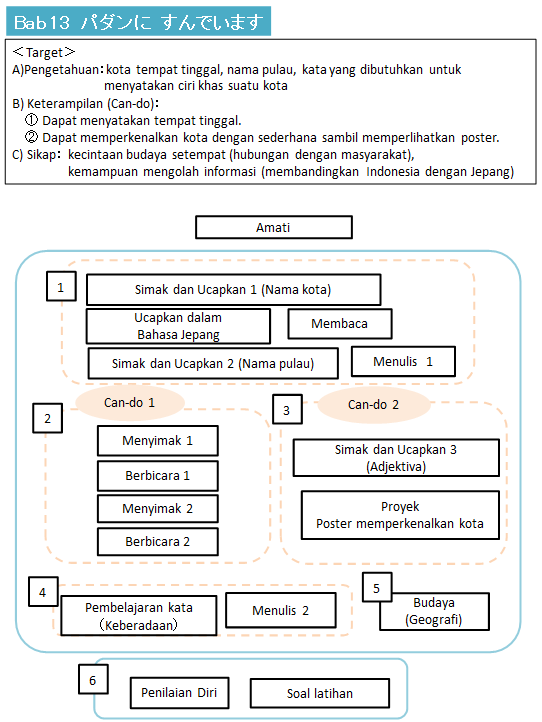 Bab13 パダンに すんでいます
＜Target＞
A)Pengetahuan：kota tempat tinggal, nama pulau, kata yang dibutuhkan untuk
menyatakan ciri khas suatu kota
B) Keterampilan (Can-do)：
① Dapat menyatakan tempat tinggal.
② Dapat memperkenalkan kota dengan sederhana sambil memperlihatkan poster.
C) Sikap： kecintaan budaya setempat (hubungan dengan masyarakat),
kemampuan mengolah informasi (membandingkan Indonesia dengan Jepang)
Amati
1
Simak dan Ucapkan 1 (Nama kota)
Ucapkan dalam
Bahasa Jepang
Membaca
Simak dan Ucapkan 2 (Nama pulau)
Menulis 1
Can-do 1
2
Menyimak 1
Berbicara 1
Menyimak 2
Berbicara 2
Can-do 2
3
Simak dan Ucapkan 3
(Adjektiva)
Proyek
Poster memperkenalkan kota
4
Pembelajaran kata
（Keberadaan）
Menulis 2
5
Budaya
(Geografi)
6
Penilaian Diri
Soal latihan